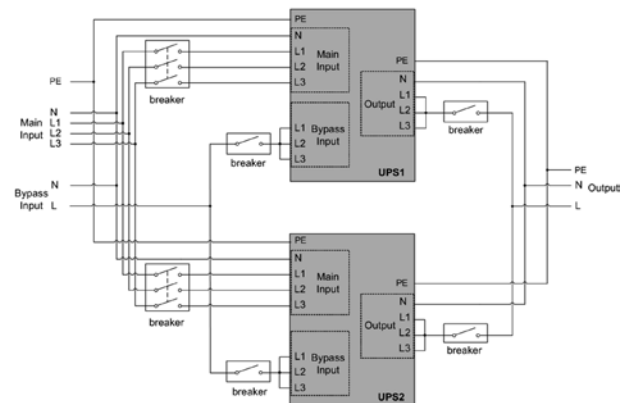 PE
N
Main
Input
L1
L2
L3
breaker
PE
N
Main L1
Input L2
L3
PE
N
Output
L1
L2
L3
breaker
Bypass
Input
L1
L2
L3
breaker
UPS1
N
Bypass
Input L
PE
N Output
L
PE
N
Main
Input
L1
L2
L3
breaker
PE
N
Output
L1
L2
L3
breaker
Bypass
Input
L1
L2
L3
breaker
UPS2